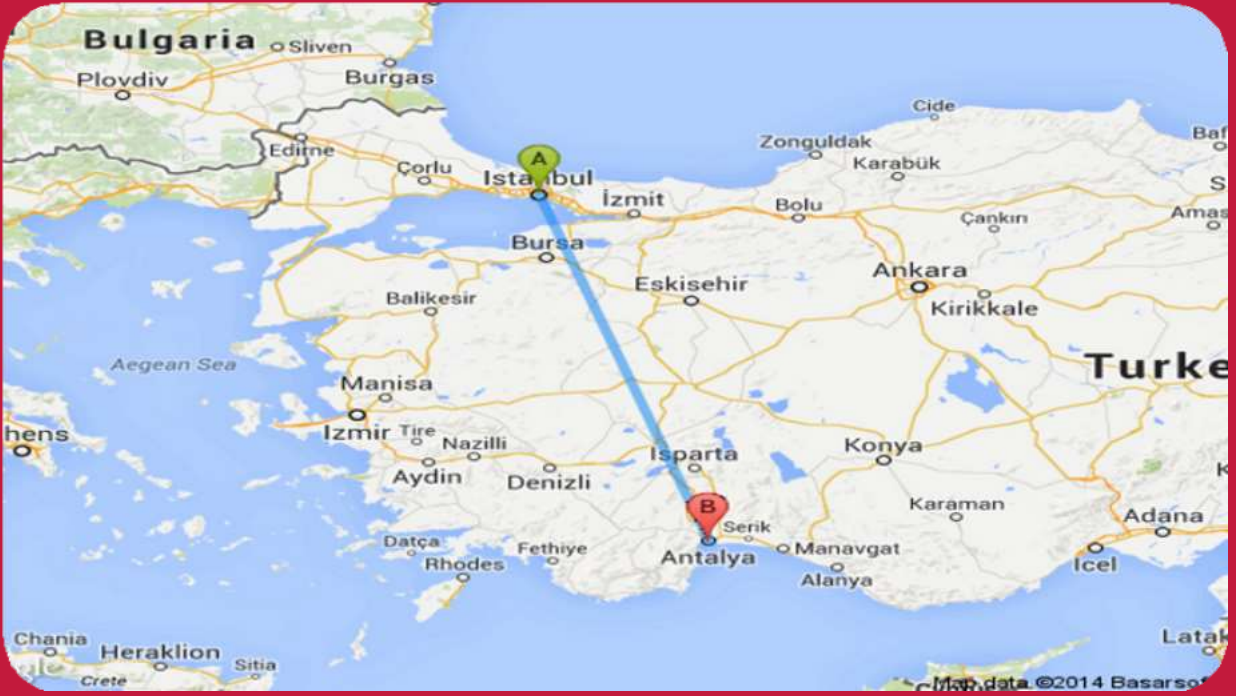 Bulgaria
Sliven
Plovdiv
Burgas
Cide
Zonguldak
Baf
Edirne
Karabük
A
Çorlu
Istanbul
İzmit
S
Bolu
Amas
Çankırı
Bursa
Eskisehir
Ankara
Balikesir
Kirikkale
Aegean Sea
Turke
Manisa
hens
Izmir
Tire
Nazilli
Konya
Isparta
Aydin
Denizli
K
B
Karaman
Serik
Adana
Datça
Fethiye
Antalya
Manavgat
Rhodes
Icel
Alanya
Chania
Heraklion
Latak
Sitia
Crete
Map data ©2014 Basarsof